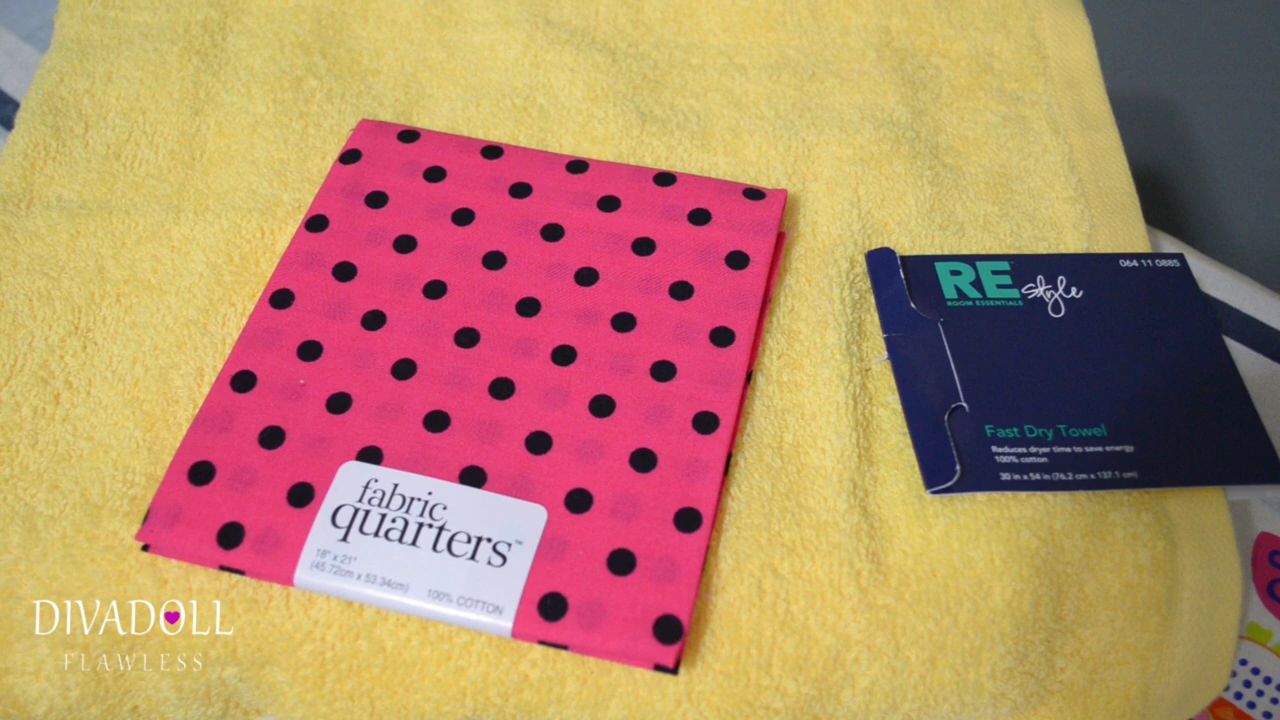 fabric
quarters™
18" x 21"
(45.72cm x 53.34cm)
100% COTTON
RE Style
ROOM ESSENTIALS
064 11 0885
Fast Dry Towel
Reduces dryer time to save energy
100% cotton
30 in x 54 in (76.2 cm x 137.1 cm)
DIVADOLL
FLAWLESS